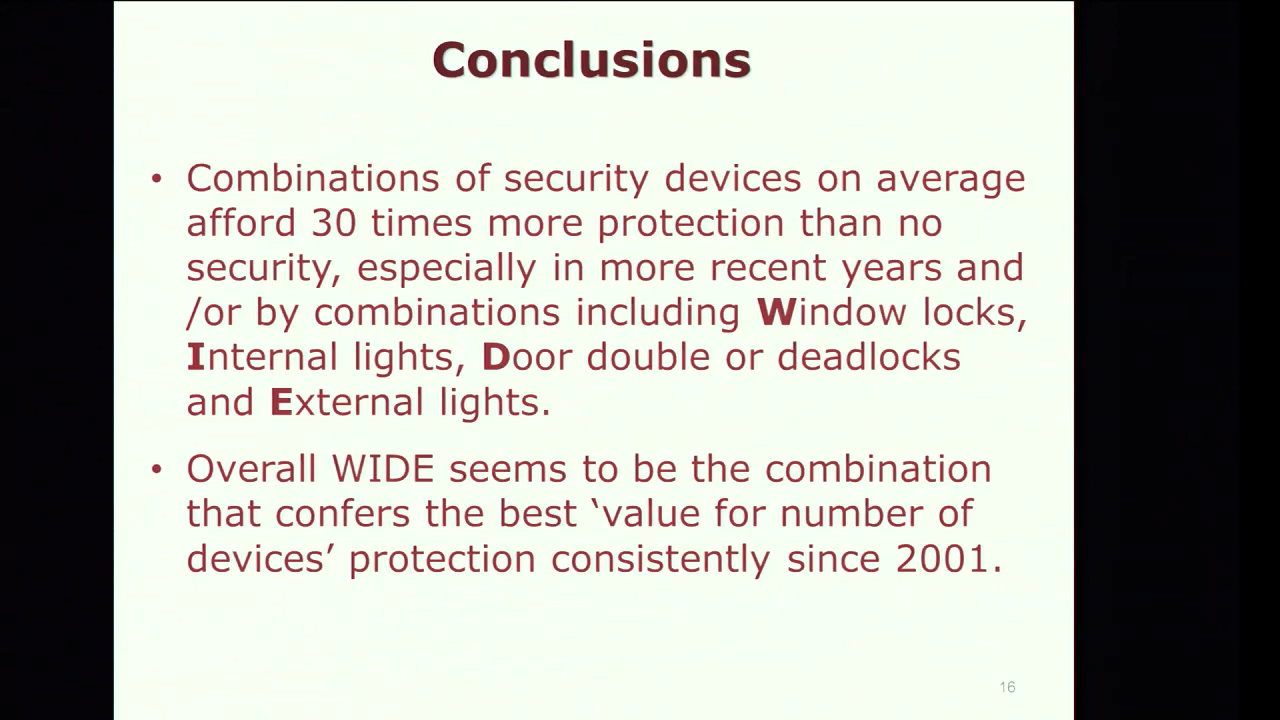 Conclusions
• Combinations of security devices on average
afford 30 times more protection than no
security, especially in more recent years and
/or by combinations including Window locks,
Internal lights, Door double or deadlocks
and External lights.
• Overall WIDE seems to be the combination
that confers the best ‘value for number of
devices’ protection consistently since 2001.
16